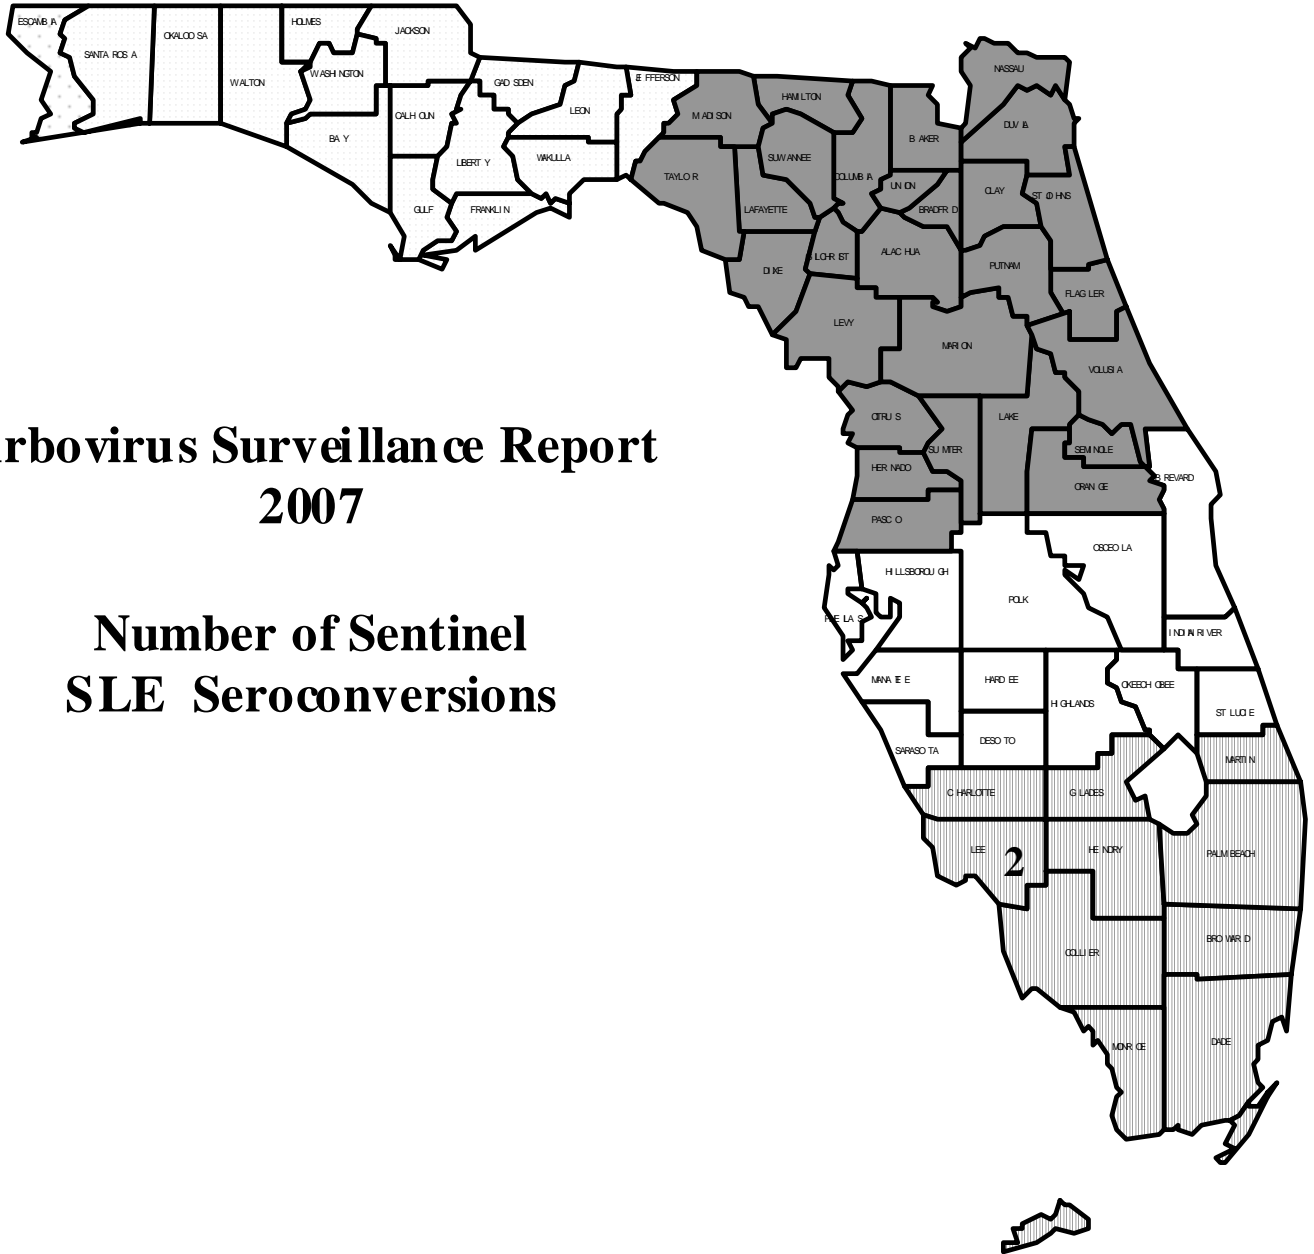 ESCAMBIA
SANTA ROSA
OKALOOSA
WALTON
HOLMES
WASHINGTON
JACKSON
BAY
CALHOUN
GULF
LIBERTY
GADSDEN
FRANKLIN
LEON
WAKULLA
JEFFERSON
MADISON
TAYLOR
HAMILTON
SUWANNEE
LAFAYETTE
DIXIE
COLUMBIA
GILCHRIST
LEVY
BAKER
UNION
BRADFRD
ALACHUA
NASSAU
DUVIA
CLAY
ST JOHNS
PUTNAM
FLAGLER
MARION
VOLUSIA
CITRUS
SUMTER
LAKE
HERNADO
PASCO
SEMINOLE
ORANGE
BREVARD
rbovirus Surveillance Report
2007
Number of Sentinel
SLE Seroconversions
HILLSBOROUGH
PINELLAS
POLK
OSCEOLA
INDIAN RIVER
MANATEE
HARDEE
HIGHLANDS
OKEECHOBEE
ST LUCIE
SARASOTA
DESOTO
MARTIN
CHARLOTTE
GLADES
LEE
2
HENDRY
PALM BEACH
COLLIER
BROWARD
MONROE
DADE